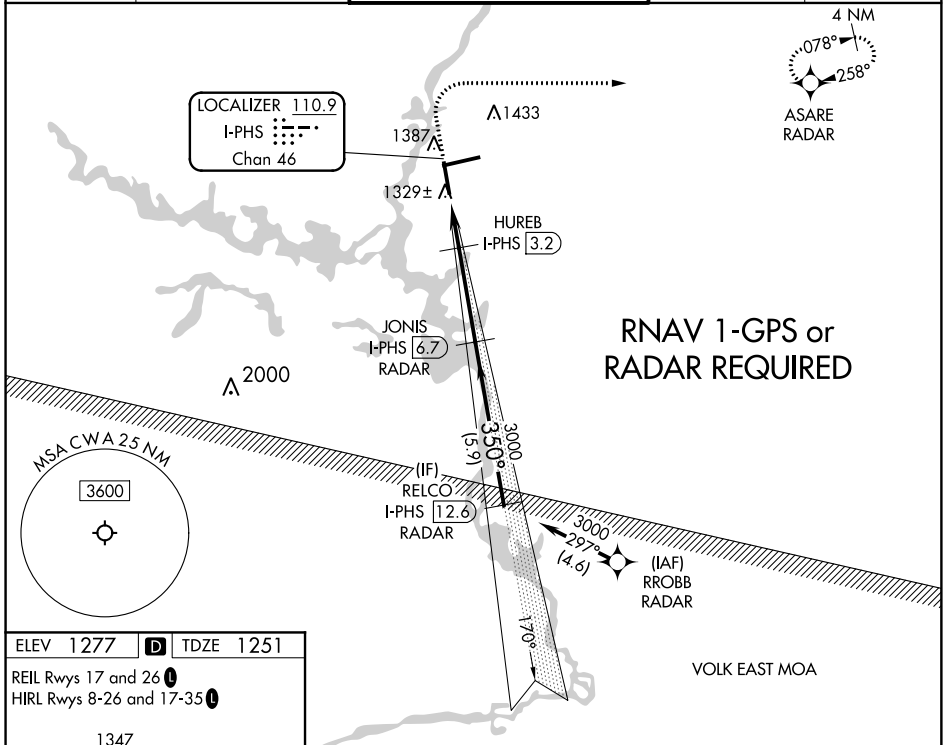 4 NM
078°
258°
ASARE
RADAR
LOCALIZER 110.9
I-PHS
Chan 46
1433
1387
1329±
HUREB
I-PHS 3.2
RNAV 1-GPS or
RADAR REQUIRED
JONIS
I-PHS 6.7
RADAR
2000
MSA CWA 25 NM
3600
3000
350°
(5.9)
(IF)
RELCO
I-PHS 12.6
RADAR
3000
297°
(4.6)
(IAF)
RROBB
RADAR
170°
VOLK EAST MOA
ELEV 1277 D TDZE 1251
REIL Rwys 17 and 26 L
HIRL Rwys 8-26 and 17-35 L
1347